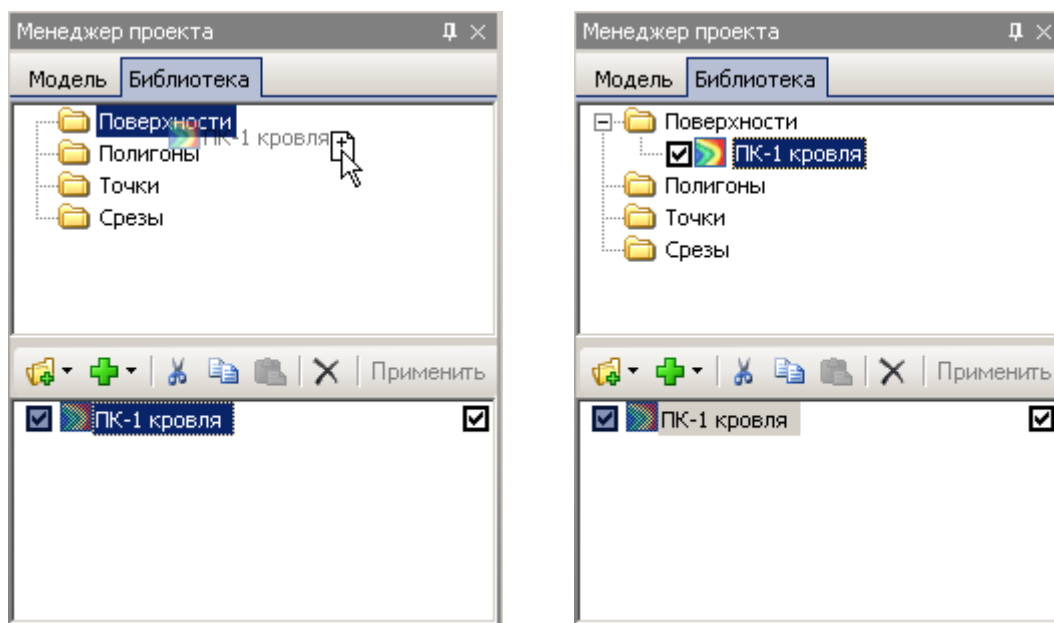 Менеджер проекта
Модель Библиотека
Поверхности
ПК-1 кровля
Полигоны
Точки
Срезы
Применить
ПК-1 кровля
Менеджер проекта
Модель Библиотека
Поверхности
ПК-1 кровля
Полигоны
Точки
Срезы
Применить
ПК-1 кровля